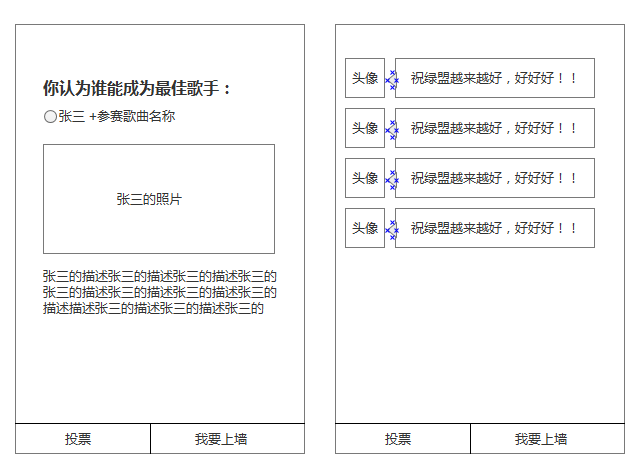 你认为谁能成为最佳歌手：
张三 +参赛歌曲名称
张三的照片
张三的描述张三的描述张三的描述张三的
张三的描述张三的描述张三的描述张三的
描述描述张三的描述张三的描述张三的
投票
我要上墙
头像
祝绿盟越来越好，好好好！！
头像
祝绿盟越来越好，好好好！！
头像
祝绿盟越来越好，好好好！！
头像
祝绿盟越来越好，好好好！！
投票
我要上墙